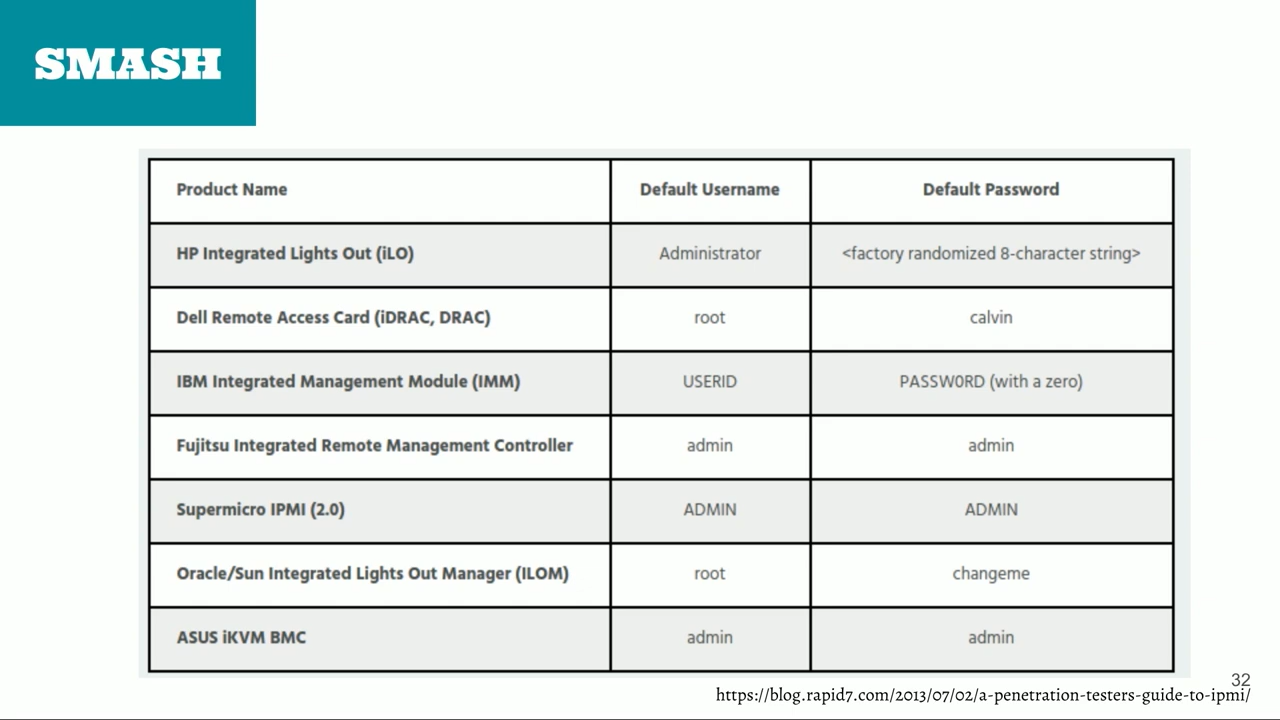 SMASH
Product Name Default Username Default Password
HP Integrated Lights Out (iLO) Administrator <factory randomized 8-character string>
Dell Remote Access Card (iDRAC, DRAC) root calvin
IBM Integrated Management Module (IMM) USERID PASSW0RD (with a zero)
Fujitsu Integrated Remote Management Controller admin admin
Supermicro IPMI (2.0) ADMIN ADMIN
Oracle/Sun Integrated Lights Out Manager (ILOM) root changeme
ASUS iKVM BMC admin admin
32
https://blog.rapid7.com/2013/07/02/a-penetration-testers-guide-to-ipmi/